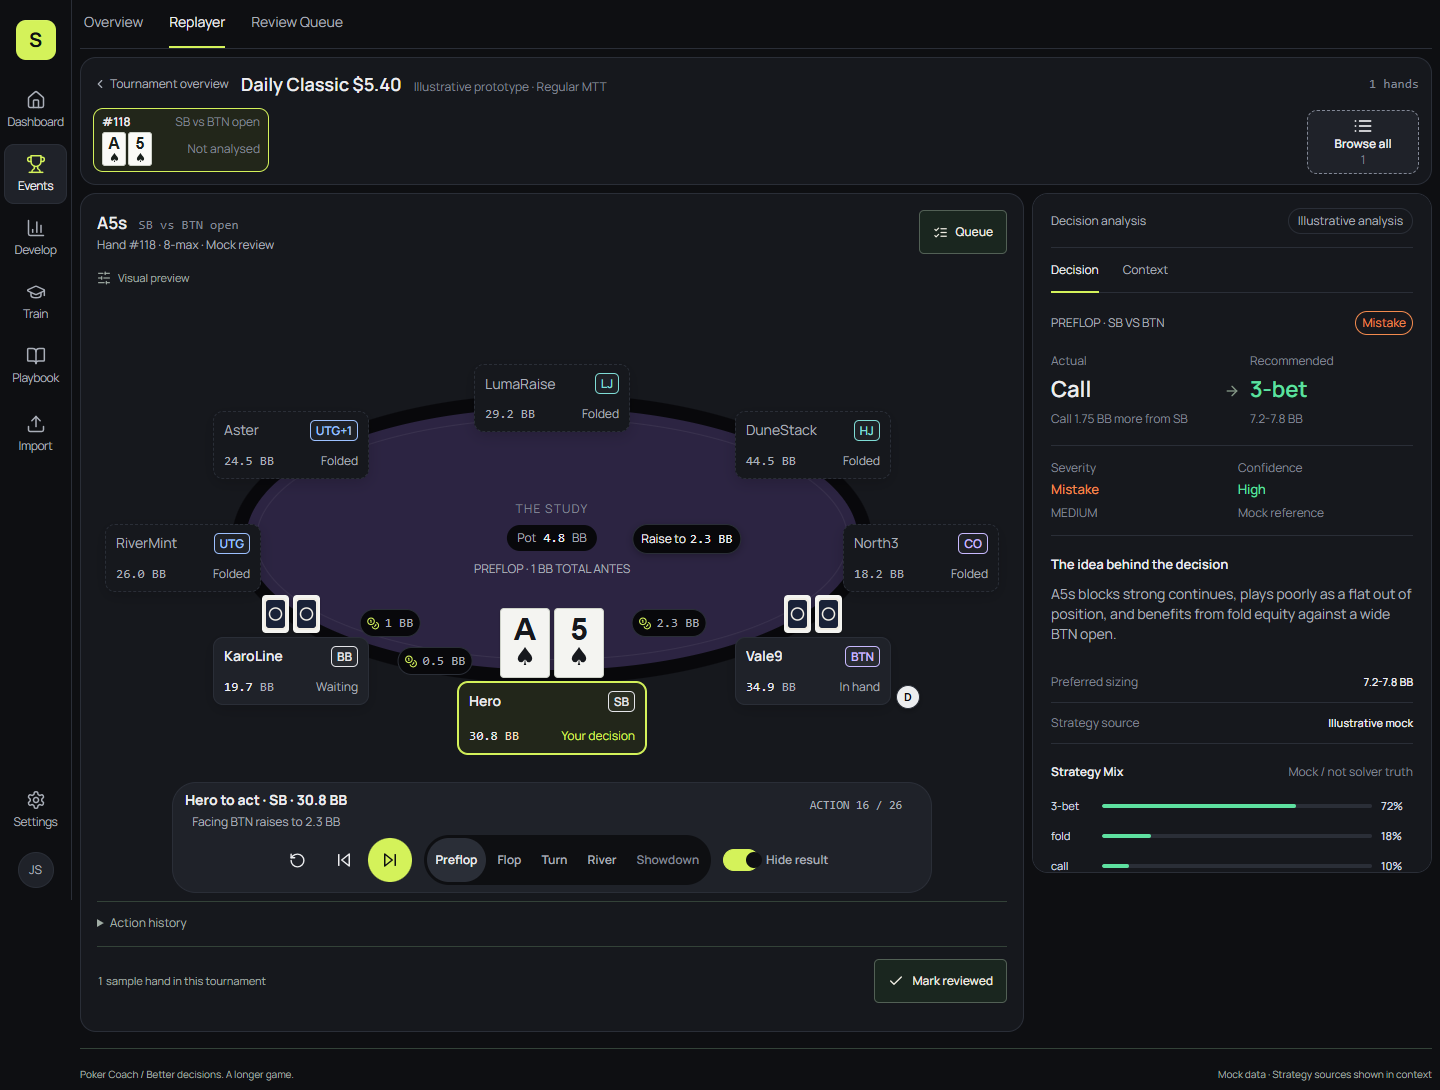 S
Dashboard
Events
Develop
Train
Playbook
Import
Settings
JS
Overview
Replayer
Review Queue
Tournament overview
Daily Classic $5.40
Illustrative prototype · Regular MTT
1 hands
#118
SB vs BTN open
A
5
Not analysed
Browse all
1
A5s
SB vs BTN open
Hand #118 · 8-max · Mock review
Queue
Visual preview
LumaRaise
LJ
29.2 BB
Folded
Aster
UTG+1
24.5 BB
Folded
DuneStack
HJ
44.5 BB
Folded
THE STUDY
Pot 4.8 BB
Raise to 2.3 BB
PREFLOP · 1 BB TOTAL ANTES
RiverMint
UTG
26.0 BB
Folded
North3
CO
18.2 BB
Folded
1 BB
A
5
2.3 BB
KaroLine
BB
19.7 BB
Waiting
0.5 BB
Vale9
BTN
34.9 BB
In hand
D
Hero
SB
30.8 BB
Your decision
Hero to act · SB · 30.8 BB
Facing BTN raises to 2.3 BB
ACTION 16 / 26
Preflop
Flop
Turn
River
Showdown
Hide result
Action history
1 sample hand in this tournament
Mark reviewed
Decision analysis
Illustrative analysis
Decision
Context
PREFLOP · SB VS BTN
Mistake
Actual
Recommended
Call
3-bet
Call 1.75 BB more from SB
7.2-7.8 BB
Severity
Confidence
Mistake
High
MEDIUM
Mock reference
The idea behind the decision
A5s blocks strong continues, plays poorly as a flat out of
position, and benefits from fold equity against a wide
BTN open.
Preferred sizing
7.2-7.8 BB
Strategy source
Illustrative mock
Strategy Mix
Mock / not solver truth
3-bet
72%
fold
18%
call
10%
Poker Coach / Better decisions. A longer game.
Mock data · Strategy sources shown in context